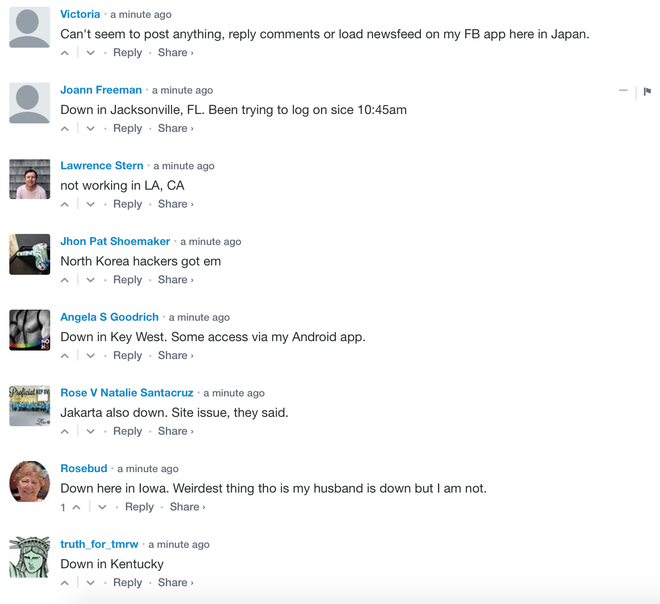 Victoria · a minute ago
Can't seem to post anything, reply comments or load newsfeed on my FB app here in Japan.
Reply · Share ›
Joann Freeman · a minute ago
Down in Jacksonville, FL. Been trying to log on sice 10:45am
Reply · Share ›
Lawrence Stern · a minute ago
not working in LA, CA
Reply · Share ›
Jhon Pat Shoemaker · a minute ago
North Korea hackers got em
Reply · Share ›
Angela S Goodrich · a minute ago
Down in Key West. Some access via my Android app.
Reply · Share ›
Rose V Natalie Santacruz · a minute ago
Jakarta also down. Site issue, they said.
Reply · Share ›
Rosebud · a minute ago
Down here in Iowa. Weirdest thing tho is my husband is down but I am not.
1 Reply · Share ›
truth_for_tmrw · a minute ago
Down in Kentucky
Reply · Share ›